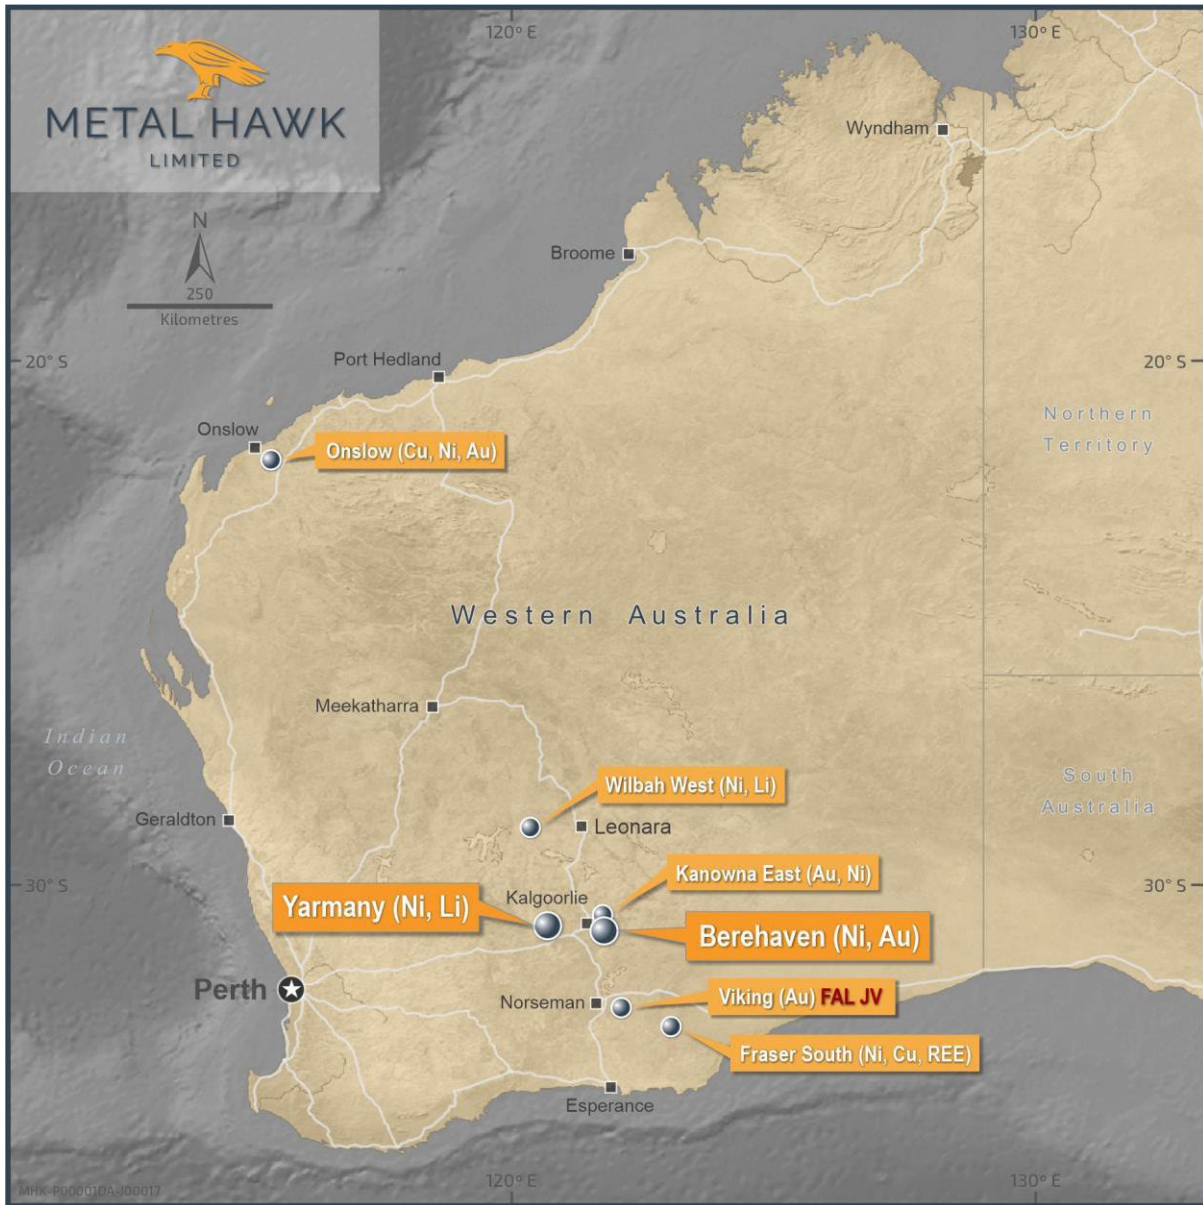 120° E
130° E
METAL HAWK
LIMITED
Wyndham
N
250
Kilometres
Broome
Port Hedland
20° S
20° S
Onslow
Onslow (Cu, Ni, Au)
Northern
Territory
Western Australia
Meekatharra
Indian
Ocean
Wilbah West (Ni, Li)
South
Australia
Geraldton
Leonara
Kanowna East (Au, Ni)
30° S
30° S
Kalgoorlie
Yarmany (Ni, Li)
Berehaven (Ni, Au)
Perth
Norseman
Viking (Au) FAL JV
Fraser South (Ni, Cu, REE)
Esperance
MHK-P00001DA-J00017
120° E
130° E